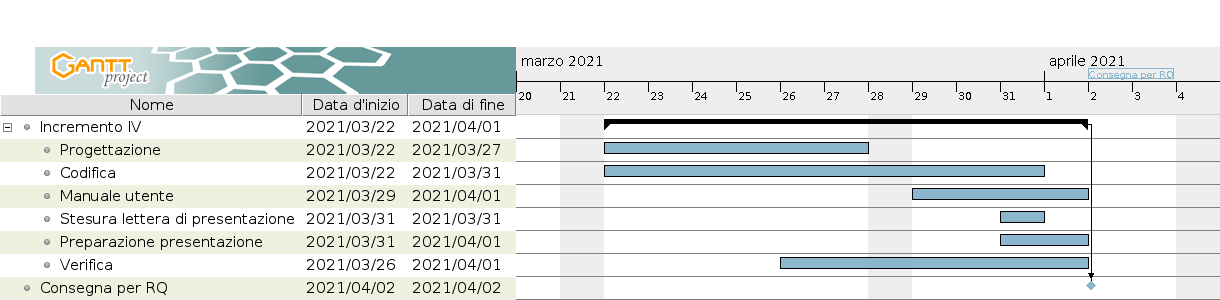 GANTT project
marzo 2021
aprile 2021
Consegna per RQ
20 21 22 23 24 25 26 27 28 29 30 31 1 2 3 4
Nome Data d'inizio Data di fine
Incremento IV 2021/03/22 2021/04/01
Progettazione 2021/03/22 2021/03/27
Codifica 2021/03/22 2021/03/31
Manuale utente 2021/03/29 2021/04/01
Stesura lettera di presentazione 2021/03/31 2021/03/31
Preparazione presentazione 2021/03/31 2021/04/01
Verifica 2021/03/26 2021/04/01
Consegna per RQ 2021/04/02 2021/04/02